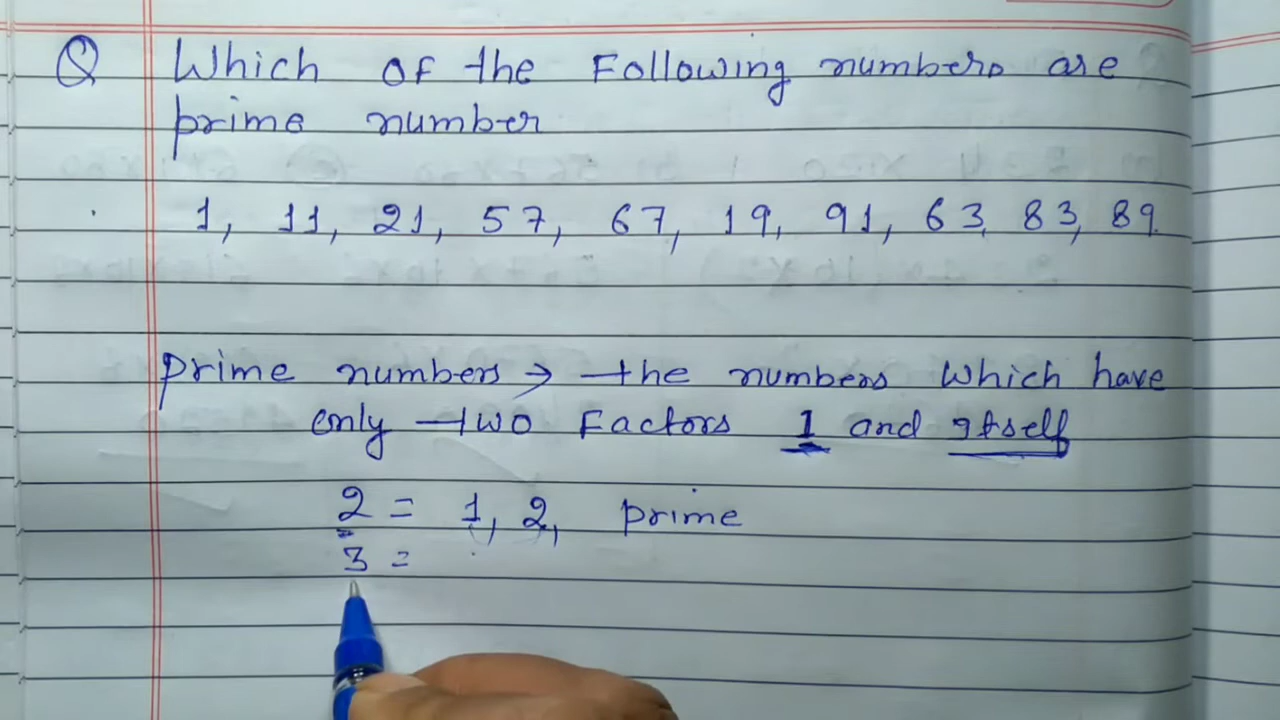 Q Which of the Following numbers are
prime number
1, 11, 21, 57, 67, 19, 91, 63, 83, 89.
prime numbers → the numbers which have
only two Factors 1 and itself
2 = 1, 2, prime
3 =